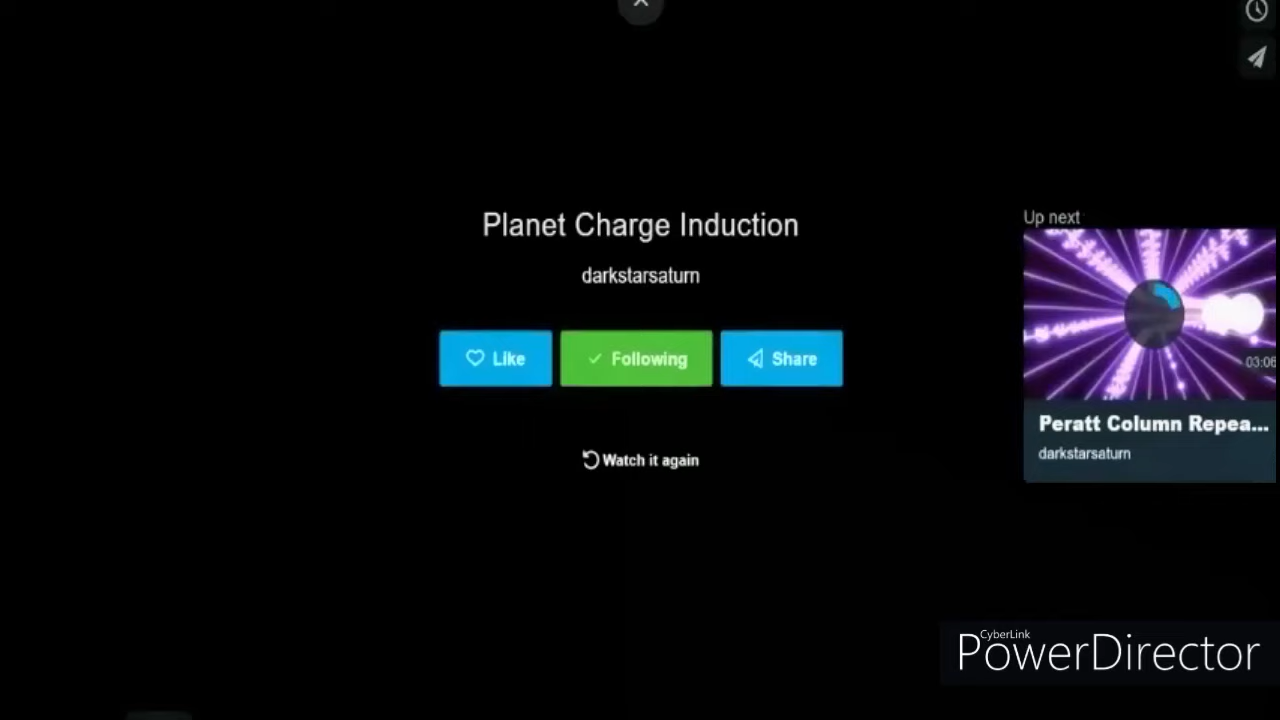 Planet Charge Induction
darkstarsaturn
Like
Following
Share
Watch it again
Up next
03:06
Peratt Column Repea...
darkstarsaturn
CyberLink
PowerDirector